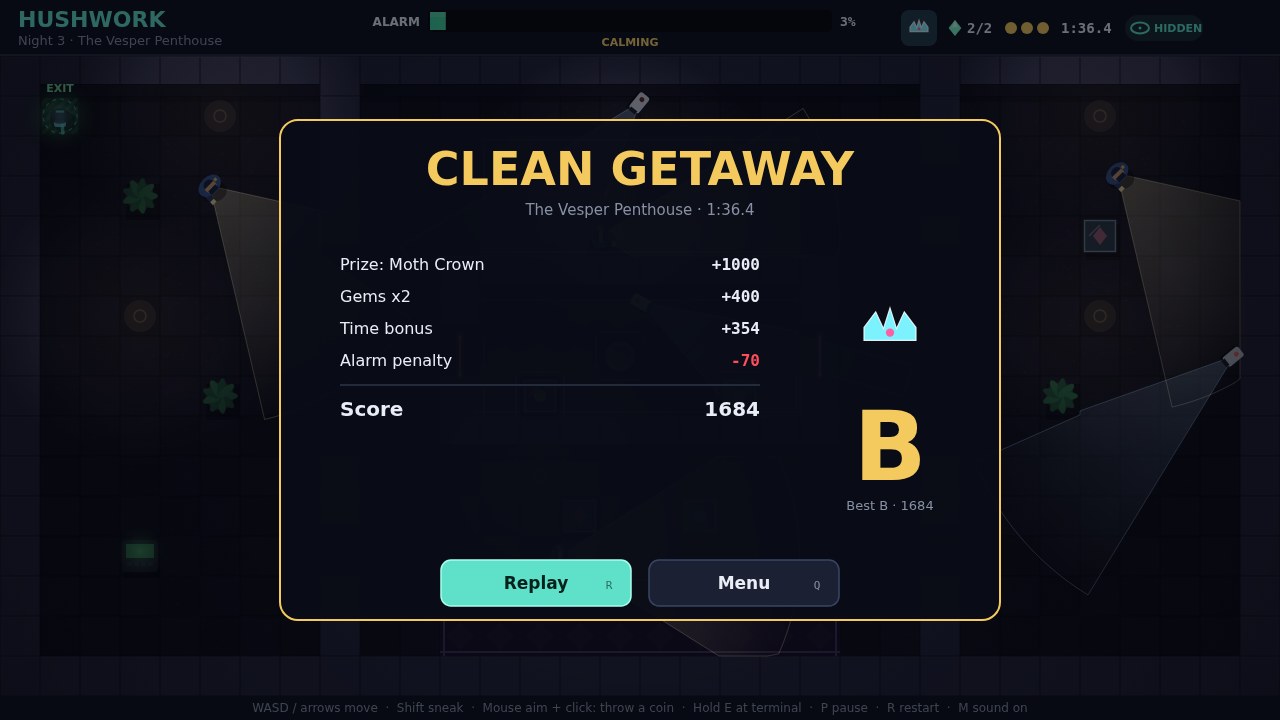 HUSHWORK
Night 3 · The Vesper Penthouse
ALARM 3%
CALMING
2/2 1:36.4 HIDDEN
EXIT
CLEAN GETAWAY
The Vesper Penthouse · 1:36.4
Prize: Moth Crown +1000
Gems x2 +400
Time bonus +354
Alarm penalty -70
Score 1684
B
Best B · 1684
Replay R
Menu Q
WASD / arrows move · Shift sneak · Mouse aim + click: throw a coin · Hold E at terminal · P pause · R restart · M sound on